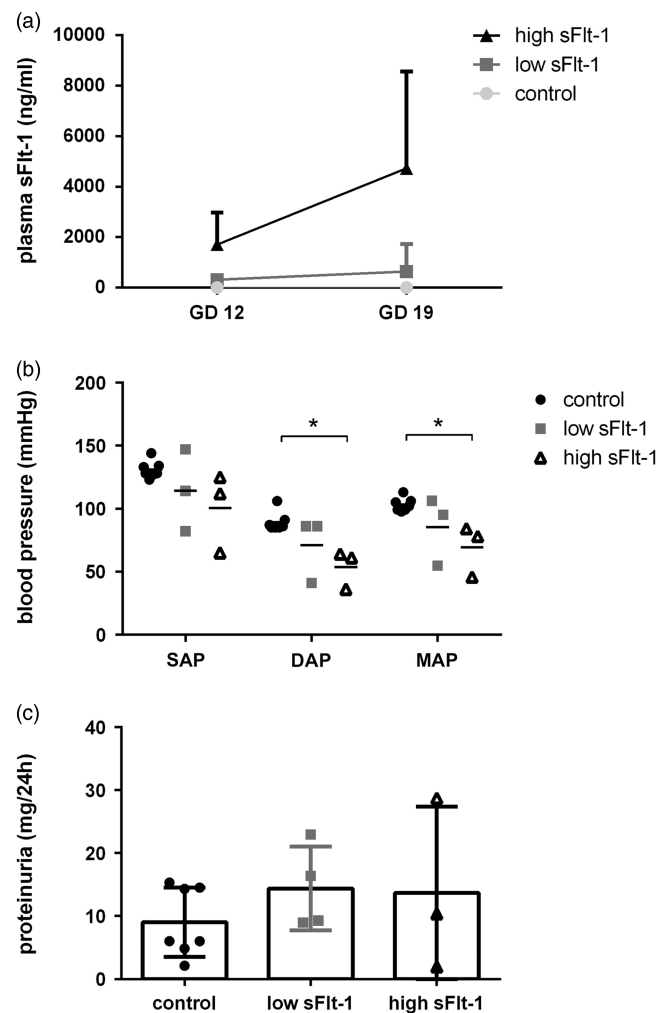 (a)
plasma sFlt-1 (ng/ml)
10000
8000
6000
4000
2000
0
GD 12 GD 19
high sFlt-1
low sFlt-1
control
(b)
blood pressure (mmHg)
200
150
100
50
0
* *
SAP DAP MAP
control
low sFlt-1
high sFlt-1
(c)
proteinuria (mg/24h)
40
30
20
10
0
control low sFlt-1 high sFlt-1